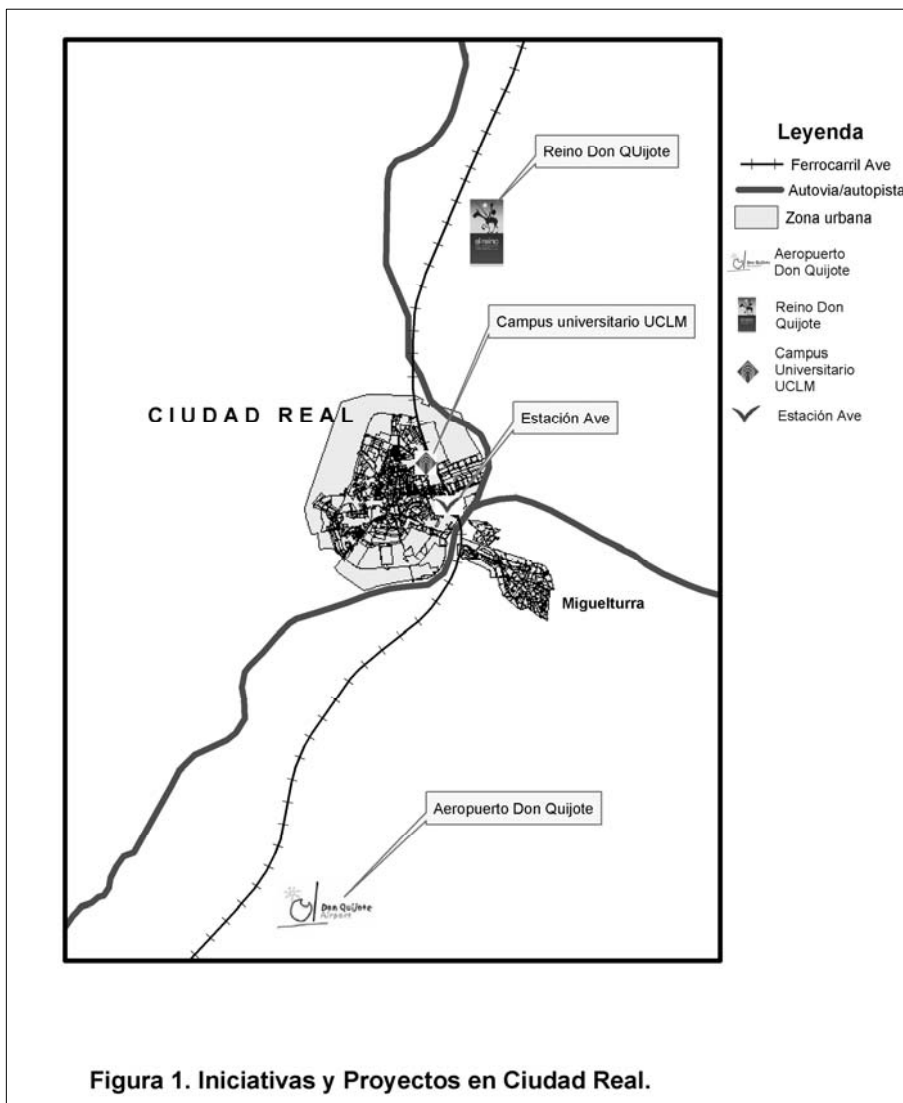 Reino Don QUijote
el reino
Campus universitario UCLM
CIUDAD REAL
Estación Ave
Miguelturra
Aeropuerto Don Quijote
Don Quijote
Airport
Leyenda
Ferrocarril Ave
Autovia/autopista
Zona urbana
Aeropuerto
Don Quijote
Reino Don
Quijote
Campus
Universitario
UCLM
Estación Ave
Figura 1. Iniciativas y Proyectos en Ciudad Real.